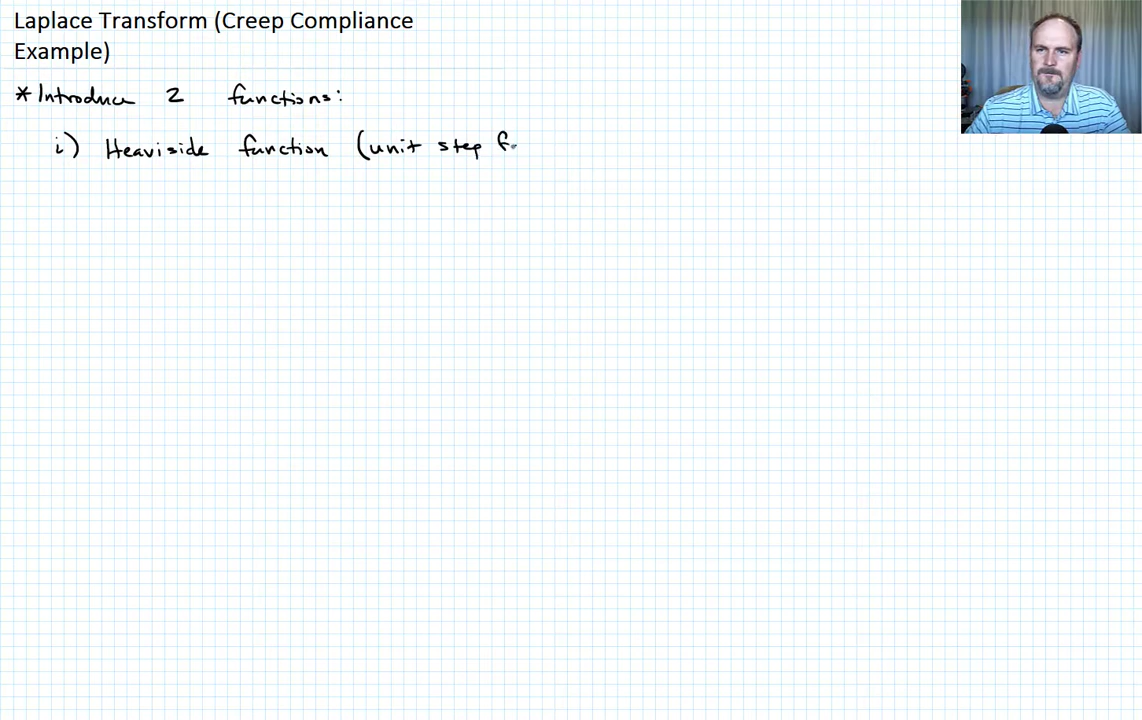 Laplace Transform (Creep Compliance
Example)
* Introduce 2 functions:
i) Heaviside function (unit step f